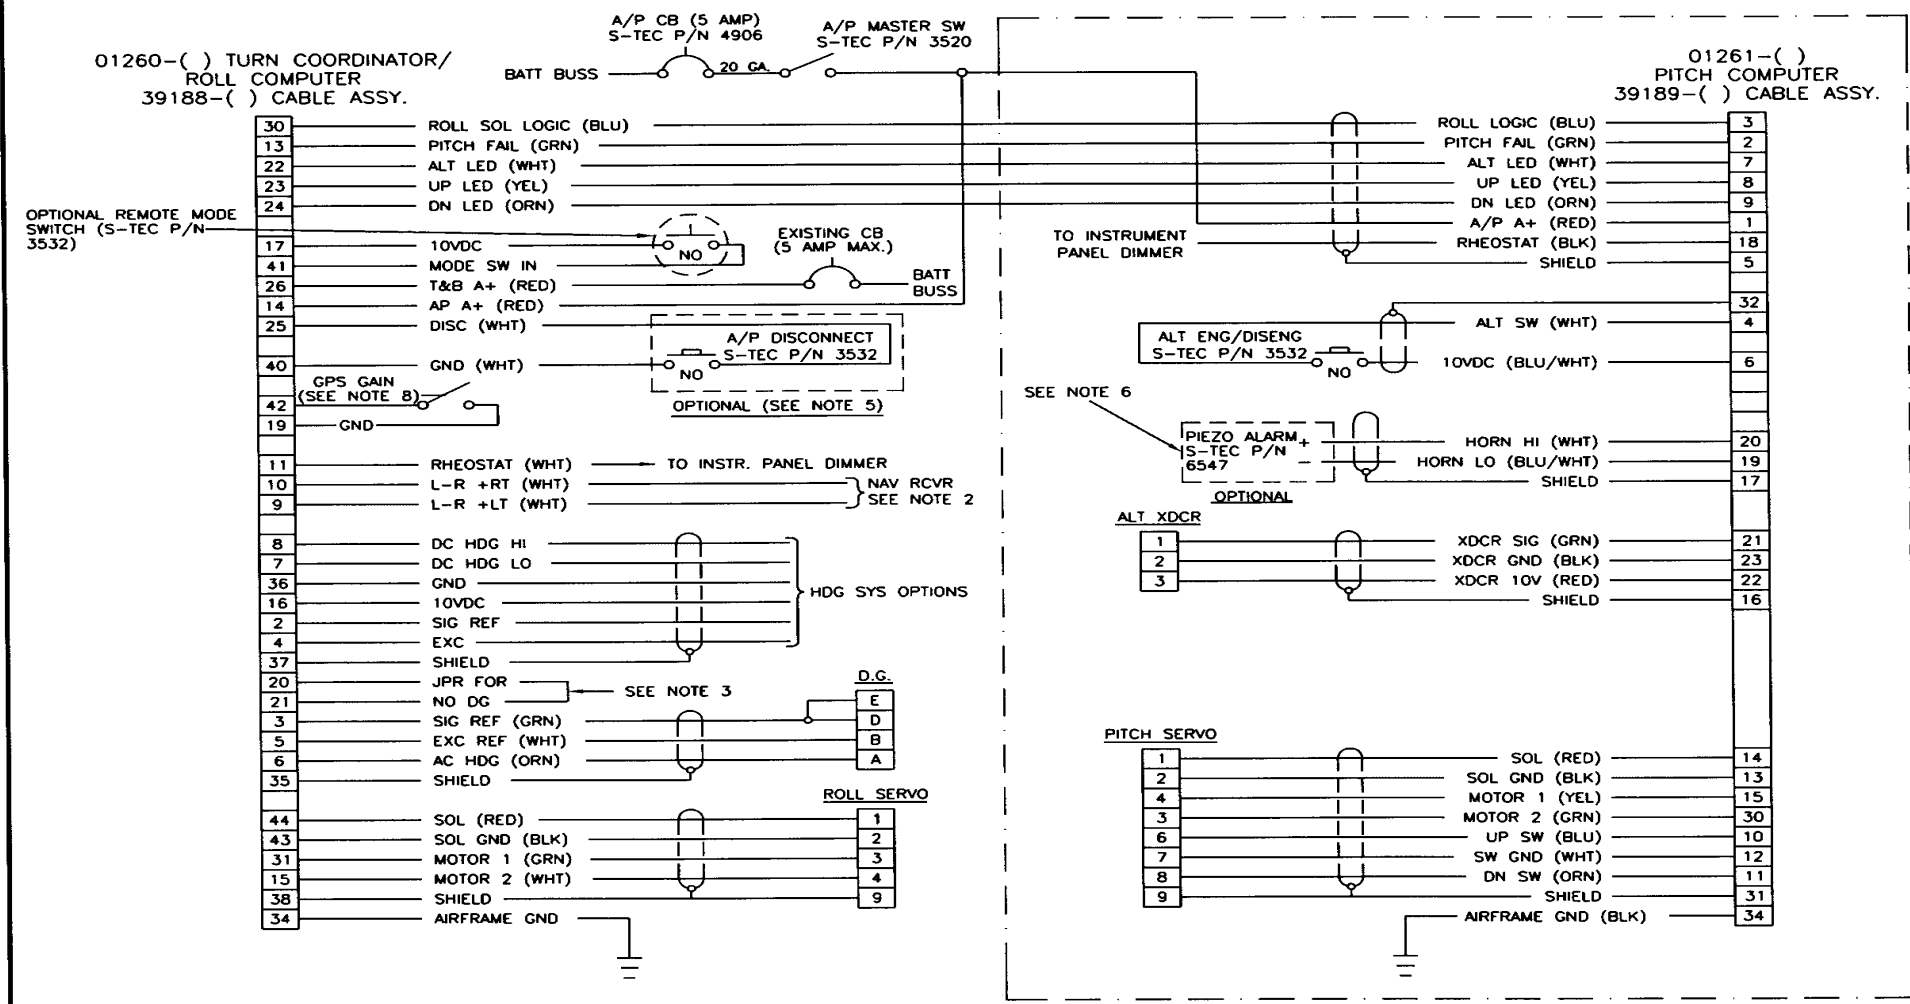 A/P CB (5 AMP)
S-TEC P/N 4906
A/P MASTER SW
S-TEC P/N 3520
BATT BUSS
20 GA.
01260-( ) TURN COORDINATOR/
ROLL COMPUTER
39188-( ) CABLE ASSY.
30 ROLL SOL LOGIC (BLU)
13 PITCH FAIL (GRN)
22 ALT LED (WHT)
23 UP LED (YEL)
24 DN LED (ORN)
OPTIONAL REMOTE MODE
SWITCH (S-TEC P/N
3532)
17 10VDC
NO
41 MODE SW IN
EXISTING CB
(5 AMP MAX.)
26 T&B A+ (RED)
BATT
BUSS
14 AP A+ (RED)
25 DISC (WHT)
A/P DISCONNECT
S-TEC P/N 3532
40 GND (WHT)
NO
OPTIONAL (SEE NOTE 5)
GPS GAIN
(SEE NOTE 8)
42
19 GND
11 RHEOSTAT (WHT) TO INSTR. PANEL DIMMER
10 L-R +RT (WHT)
9 L-R +LT (WHT)
NAV RCVR
SEE NOTE 2
8 DC HDG HI
7 DC HDG LO
36 GND
16 10VDC
2 SIG REF
4 EXC
HDG SYS OPTIONS
37 SHIELD
20 JPR FOR
21 NO DG
SEE NOTE 3
D.G.
E
3 SIG REF (GRN) D
5 EXC REF (WHT) B
6 AC HDG (ORN) A
35 SHIELD
ROLL SERVO
44 SOL (RED) 1
43 SOL GND (BLK) 2
31 MOTOR 1 (GRN) 3
15 MOTOR 2 (WHT) 4
38 SHIELD 9
34 AIRFRAME GND
01261-( )
PITCH COMPUTER
39189-( ) CABLE ASSY.
ROLL LOGIC (BLU) 3
PITCH FAIL (GRN) 2
ALT LED (WHT) 7
UP LED (YEL) 8
DN LED (ORN) 9
A/P A+ (RED) 1
TO INSTRUMENT
PANEL DIMMER
RHEOSTAT (BLK) 18
SHIELD 5
32
ALT SW (WHT) 4
ALT ENG/DISENG
S-TEC P/N 3532
NO
10VDC (BLU/WHT) 6
SEE NOTE 6
PIEZO ALARM +
S-TEC P/N
6547 -
OPTIONAL
HORN HI (WHT) 20
HORN LO (BLU/WHT) 19
SHIELD 17
ALT XDCR
1 XDCR SIG (GRN) 21
2 XDCR GND (BLK) 23
3 XDCR 10V (RED) 22
SHIELD 16
PITCH SERVO
1 SOL (RED) 14
2 SOL GND (BLK) 13
4 MOTOR 1 (YEL) 15
3 MOTOR 2 (GRN) 30
6 UP SW (BLU) 10
7 SW GND (WHT) 12
8 DN SW (ORN) 11
9 SHIELD 31
AIRFRAME GND (BLK) 34